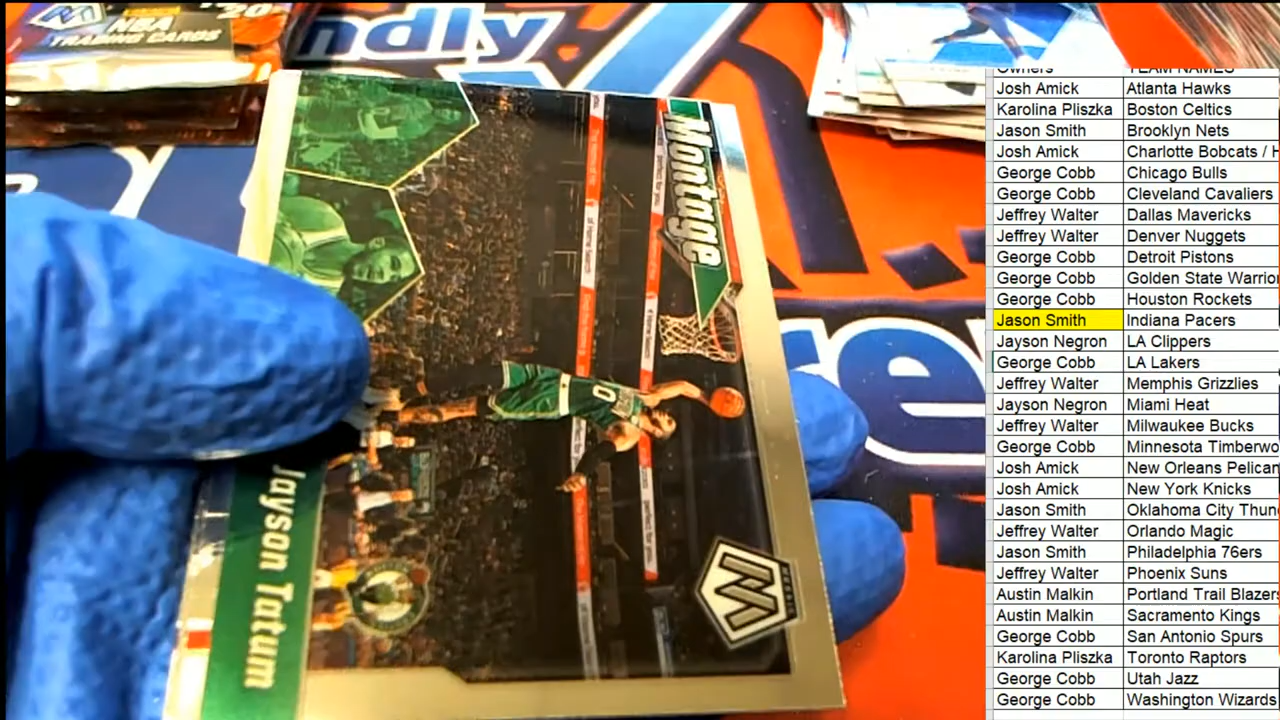 NBA
TRADING CARDS
20
ndly
Montage
0
Jayson Tatum
MOSAIC
re
Owners TEAM NAMES
Josh Amick Atlanta Hawks
Karolina Pliszka Boston Celtics
Jason Smith Brooklyn Nets
Josh Amick Charlotte Bobcats / H
George Cobb Chicago Bulls
George Cobb Cleveland Cavaliers
Jeffrey Walter Dallas Mavericks
Jeffrey Walter Denver Nuggets
George Cobb Detroit Pistons
George Cobb Golden State Warrio
George Cobb Houston Rockets
Jason Smith Indiana Pacers
Jayson Negron LA Clippers
George Cobb LA Lakers
Jeffrey Walter Memphis Grizzlies
Jayson Negron Miami Heat
Jeffrey Walter Milwaukee Bucks
George Cobb Minnesota Timberwo
Josh Amick New Orleans Pelican
Josh Amick New York Knicks
Jason Smith Oklahoma City Thun
Jeffrey Walter Orlando Magic
Jason Smith Philadelphia 76ers
Jeffrey Walter Phoenix Suns
Austin Malkin Portland Trail Blazers
Austin Malkin Sacramento Kings
George Cobb San Antonio Spurs
Karolina Pliszka Toronto Raptors
George Cobb Utah Jazz
George Cobb Washington Wizards